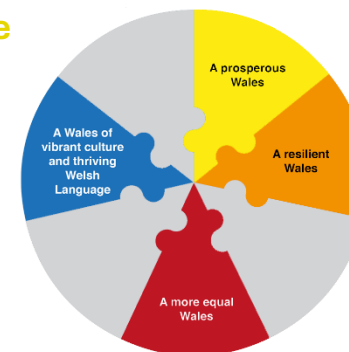 e
A prosperous
Wales
A Wales of
vibrant culture
and thriving
Welsh
Language
A resilient
Wales
A more equal
Wales